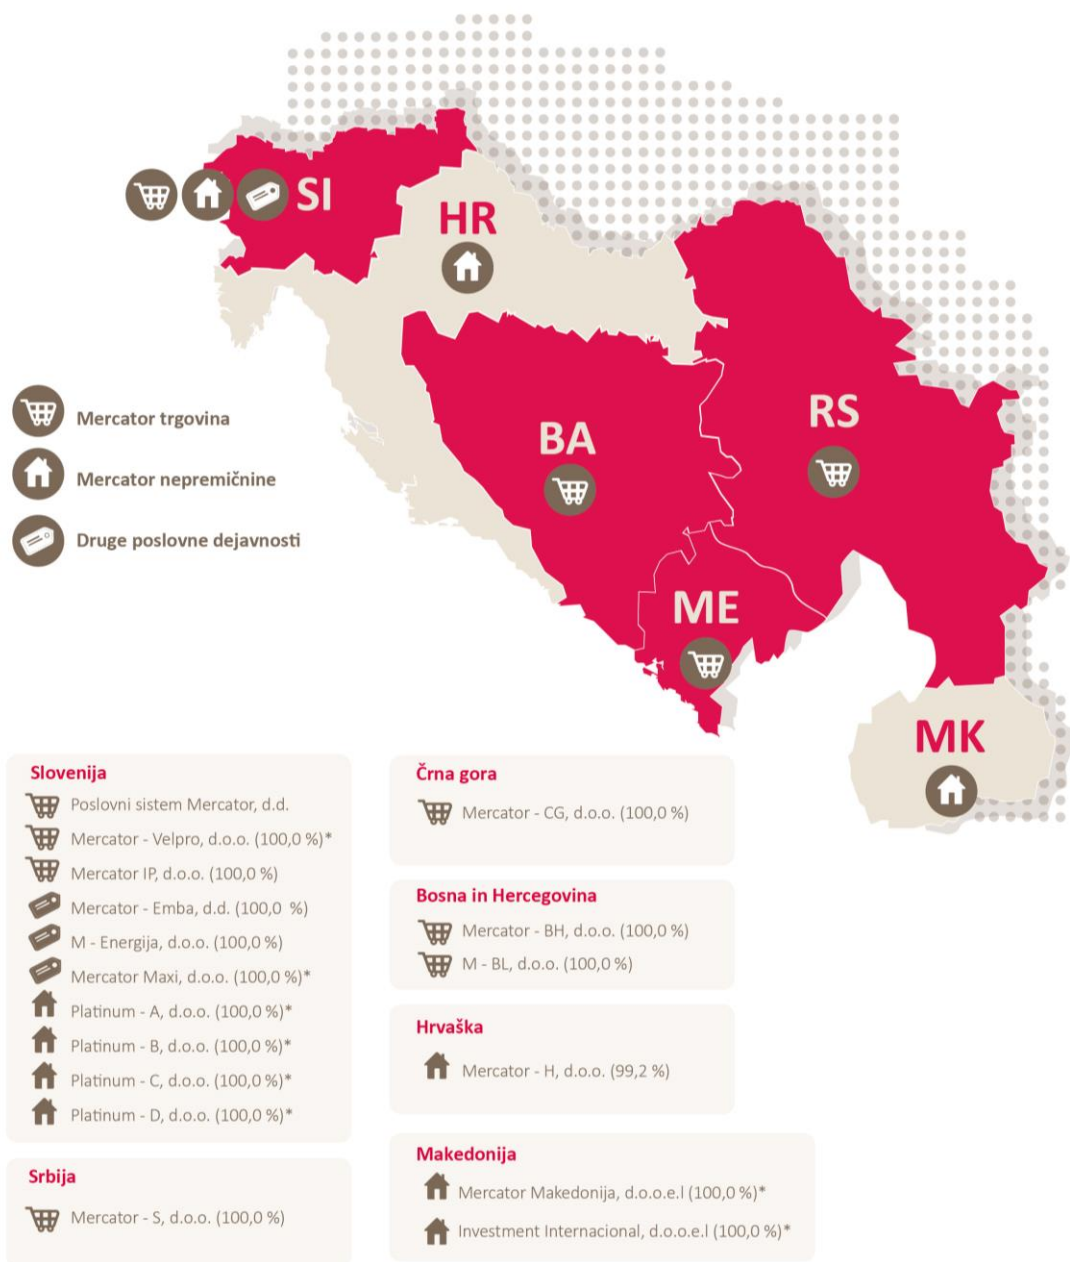 SI
HR
BA
RS
ME
MK
Mercator trgovina
Mercator nepremičnine
Druge poslovne dejavnosti
Slovenija
Poslovni sistem Mercator, d.d.
Mercator - Velpro, d.o.o. (100,0 %)*
Mercator IP, d.o.o. (100,0 %)
Mercator - Emba, d.d. (100,0 %)
M - Energija, d.o.o. (100,0 %)
Mercator Maxi, d.o.o. (100,0 %)*
Platinum - A, d.o.o. (100,0 %)*
Platinum - B, d.o.o. (100,0 %)*
Platinum - C, d.o.o. (100,0 %)*
Platinum - D, d.o.o. (100,0 %)*
Srbija
Mercator - S, d.o.o. (100,0 %)
Črna gora
Mercator - CG, d.o.o. (100,0 %)
Bosna in Hercegovina
Mercator - BH, d.o.o. (100,0 %)
M - BL, d.o.o. (100,0 %)
Hrvaška
Mercator - H, d.o.o. (99,2 %)
Makedonija
Mercator Makedonija, d.o.o.e.l (100,0 %)*
Investment Internacional, d.o.o.e.l (100,0 %)*